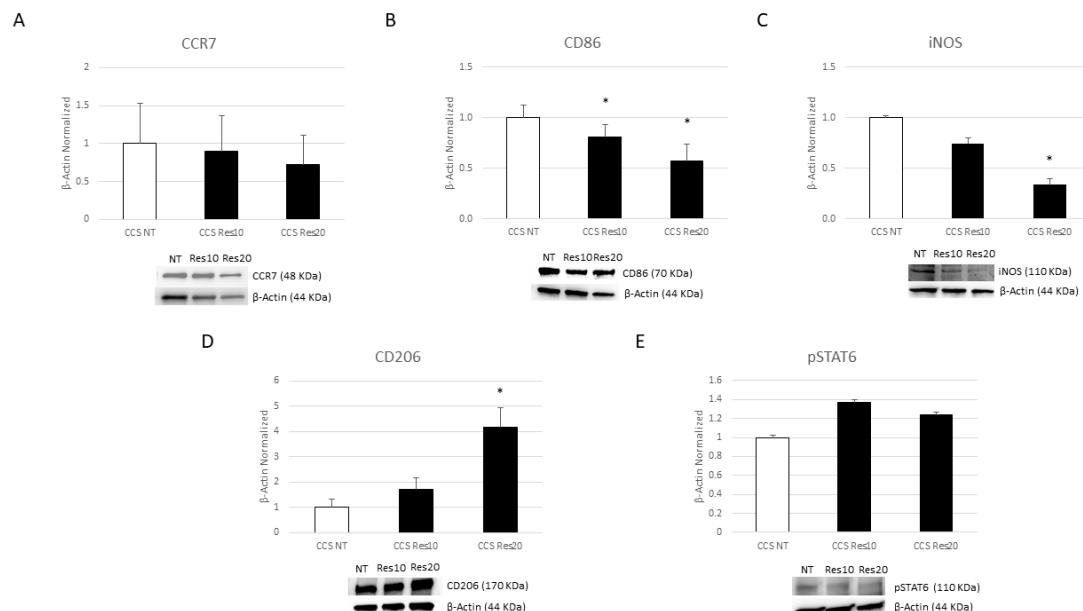 A
CCR7
β-Actin Normalized
2
1.5
1
0.5
0
CCS NT CCS Res10 CCS Res20
NT Res10 Res20
CCR7 (48 KDa)
β-Actin (44 KDa)
B
CD86
β-Actin Normalized
1.5
1.0
0.5
0.0
CCS NT CCS Res10 CCS Res20
*
*
NT Res10 Res20
CD86 (70 KDa)
β-Actin (44 KDa)
C
iNOS
β-Actin Normalized
1.5
1.0
0.5
0.0
CCS NT CCS Res10 CCS Res20
*
NT Res10 Res20
iNOS (110 KDa)
β-Actin (44 KDa)
D
CD206
β-Actin Normalized
6
5
4
3
2
1
0
CCS NT CCS Res10 CCS Res20
*
NT Res10 Res20
CD206 (170 KDa)
β-Actin (44 KDa)
E
pSTAT6
β-Actin Normalized
1.6
1.4
1.2
1
0.8
0.6
0.4
0.2
0
CCS NT CCS Res10 CCS Res20
NT Res10 Res20
pSTAT6 (110 KDa)
β-Actin (44 KDa)